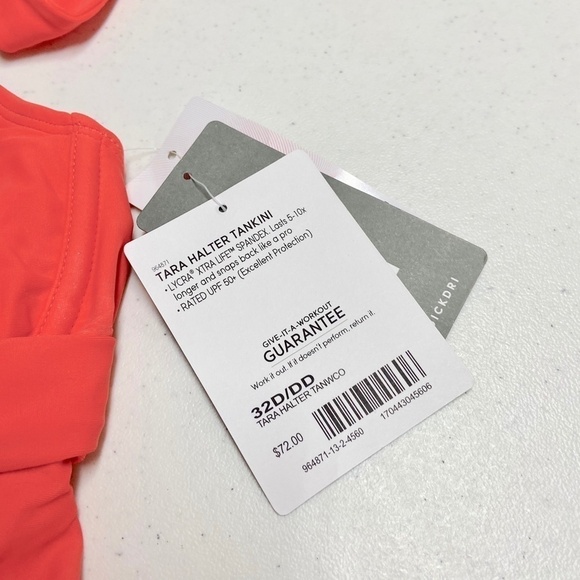 964871
TARA HALTER TANKINI
• LYCRA® XTRA LIFE™ SPANDEX. Lasts 5-10x
longer and snaps back like a pro
• RATED UPF 50+ (Excellent Protection)
GIVE-IT-A-WORKOUT
GUARANTEE
Work it out. If it doesn't perform, return it.
32D/DD
TARA HALTER TANWCO
$72.00
964871-13-2-4560
170443045606
ICKDRI